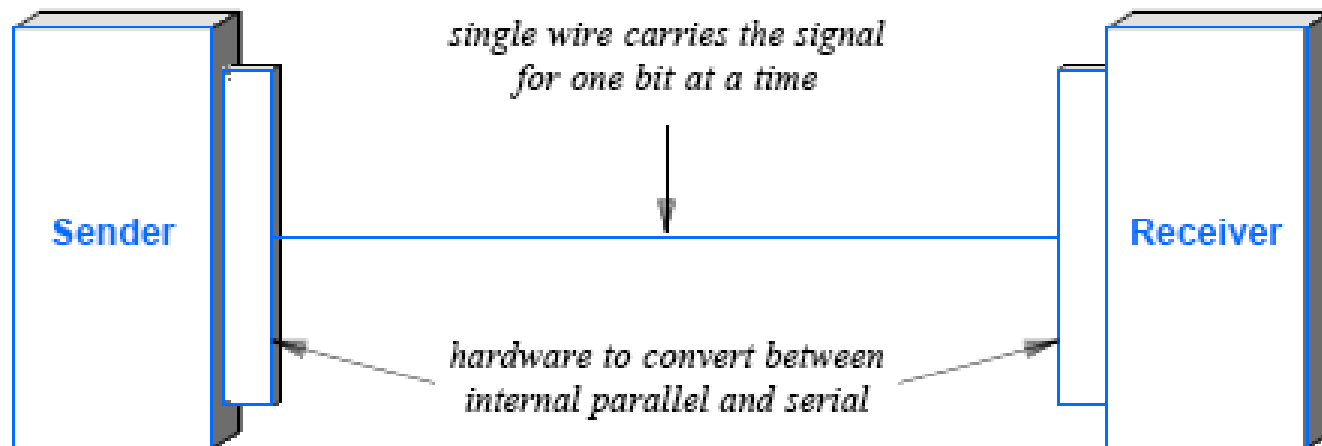 single wire carries the signal
for one bit at a time
Sender
Receiver
hardware to convert between
internal parallel and serial